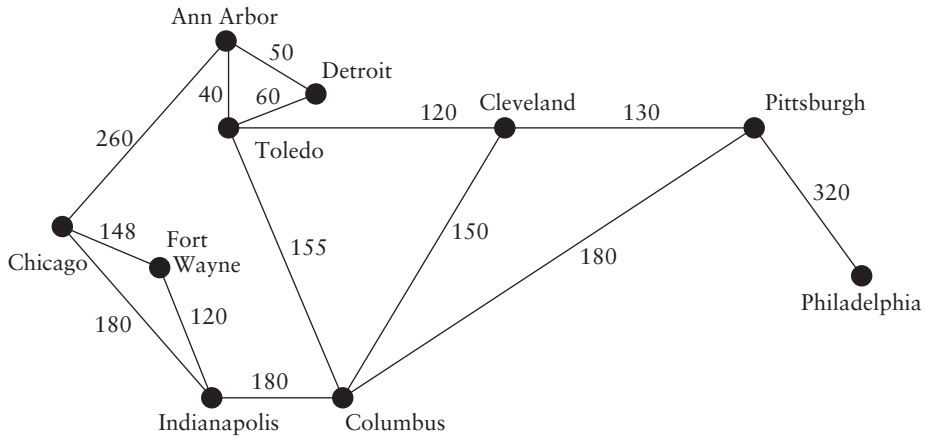 Ann Arbor
50
Detroit
40
60
120
Cleveland
130
Pittsburgh
260
Toledo
320
148
Fort
Wayne
155
150
180
Chicago
180
120
Philadelphia
180
Indianapolis
Columbus